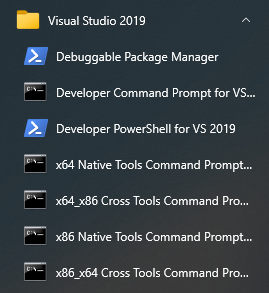 Visual Studio 2019
Debuggable Package Manager
Developer Command Prompt for VS...
Developer PowerShell for VS 2019
x64 Native Tools Command Prompt...
x64_x86 Cross Tools Command Pro...
x86 Native Tools Command Prompt...
x86_x64 Cross Tools Command Pro...